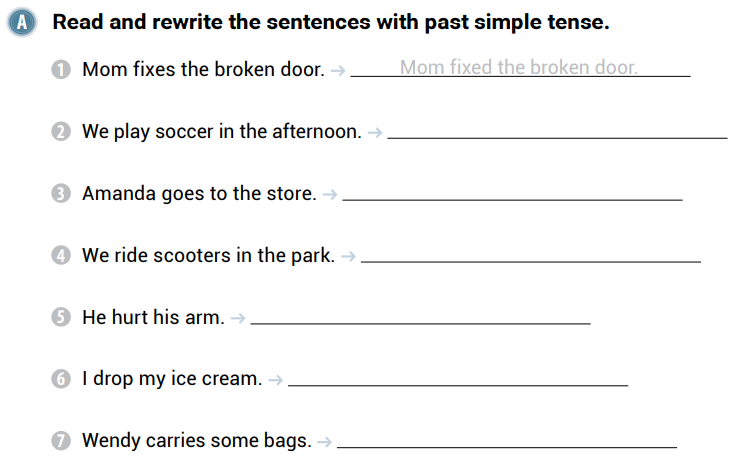 A Read and rewrite the sentences with past simple tense.
1 Mom fixes the broken door. → Mom fixed the broken door.
2 We play soccer in the afternoon. →
3 Amanda goes to the store. →
4 We ride scooters in the park. →
5 He hurt his arm. →
6 I drop my ice cream. →
7 Wendy carries some bags. →